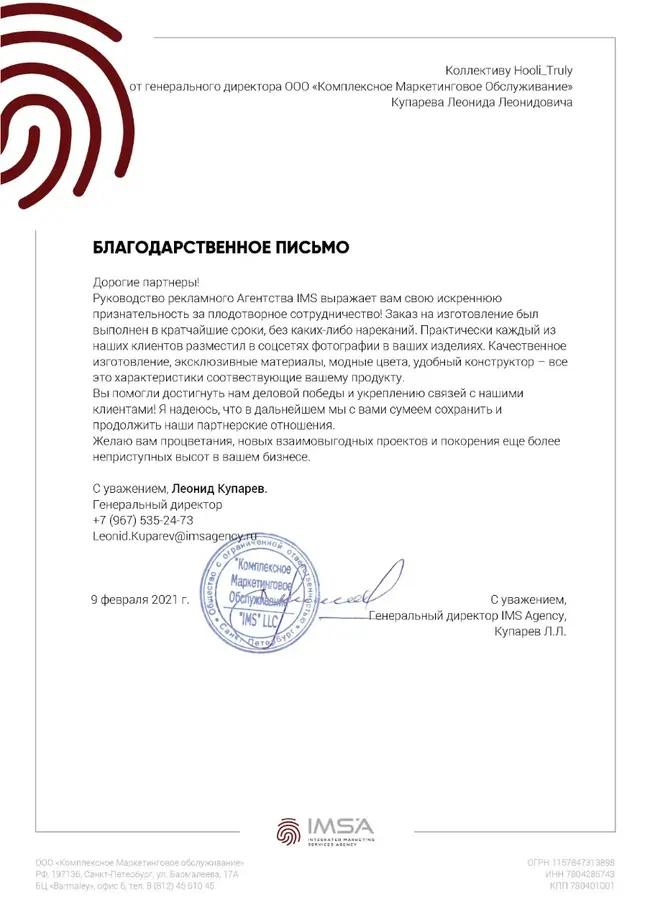 Коллективу Hooli_Truly
от генерального директора ООО «Комплексное Маркетинговое Обслуживание»
Купарева Леонида Леонидовича
БЛАГОДАРСТВЕННОЕ ПИСЬМО
Дорогие партнеры!
Руководство рекламного Агентства IMS выражает вам свою искреннюю
признательность за плодотворное сотрудничество! Заказ на изготовление был
выполнен в кратчайшие сроки, без каких-либо нареканий. Практически каждый из
наших клиентов разместил в соцсетях фотографии в ваших изделиях. Качественное
изготовление, эксклюзивные материалы, модные цвета, удобный конструктор – все
это характеристики соотвествующие вашему продукту.
Вы помогли достигнуть нам деловой победы и укреплению связей с нашими
клиентами! Я надеюсь, что в дальнейшем мы с вами сумеем сохранить и
продолжить наши партнерские отношения.
Желаю вам процветания, новых взаимовыгодных проектов и покорения еще более
неприступных высот в вашем бизнесе.
С уважением, Леонид Купарев.
Генеральный директор
+7 (967) 535-24-73
Leonid.Kuparev@imsagency.ru
Общество с ограниченной ответственностью
"Комплексное
Маркетинговое
Обслуживание"
"IMS" LLC
Санкт-Петербург
9 февраля 2021 г.
С уважением,
Генеральный директор IMS Agency,
Купарев Л.Л.
IMSA
INTEGRATED MARKETING
SERVICES AGENCY
ООО «Комплексное Маркетинговое обслуживание»
РФ, 197136, Санкт-Петербург, ул. Бармалеева, 17А
БЦ «Barmaley», офис 6, тел. 8 (812) 45 610 45
ОГРН 1157847313898
ИНН 7804285743
КПП 780401001